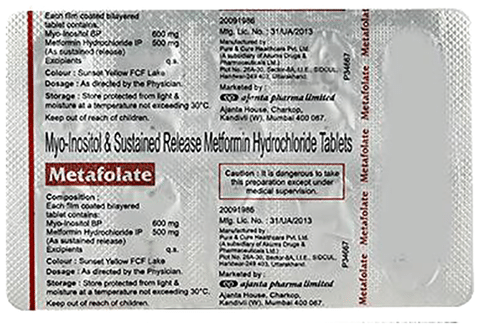 Each film coated bilayered
tablet contains:
Myo-Inositol BP 600 mg
Metformin Hydrochloride IP 500 mg
(As sustained release)
Excipients q.s.
Colour : Sunset Yellow FCF Lake
Dosage : As directed by the Physician.
Storage : Store protected from light &
moisture at a temperature not exceeding 30°C.
Keep out of reach of children.
20091986
Mfg. Lic. No. : 31/UA/2013
Manufactured by :
Pure & Cure Healthcare Pvt. Ltd.
(A subsidiary of Akums Drugs &
Pharmaceuticals Ltd.)
Plot No. 26A-30, Sector-8A, I.I.E., SIDCUL,
Haridwar-249 403, Uttarakhand.
Marketed by :
ajanta pharma limited
Ajanta House, Charkop,
Kandivli (W), Mumbai 400 067.
P34667
Myo-Inositol & Sustained Release Metformin Hydrochloride Tablets
Metafolate
Caution : It is dangerous to take
this preparation except under
medical supervision.
Composition :
Each film coated bilayered
tablet contains:
Myo-Inositol BP 600 mg
Metformin Hydrochloride IP 500 mg
(As sustained release)
Excipients q.s.
Colour : Sunset Yellow FCF Lake
Dosage : As directed by the Physician.
Storage : Store protected from light &
moisture at a temperature not exceeding 30°C.
Keep out of reach of children.
20091986
Mfg. Lic. No. : 31/UA/2013
Manufactured by :
Pure & Cure Healthcare Pvt. Ltd.
(A subsidiary of Akums Drugs &
Pharmaceuticals Ltd.)
Plot No. 26A-30, Sector-8A, I.I.E., SIDCUL,
Haridwar-249 403, Uttarakhand.
Marketed by :
ajanta pharma limited
Ajanta House, Charkop,
Kandivli (W), Mumbai 400 067.
P34667
Metafolate Metafolate Metafolate Metafolate Metafolate